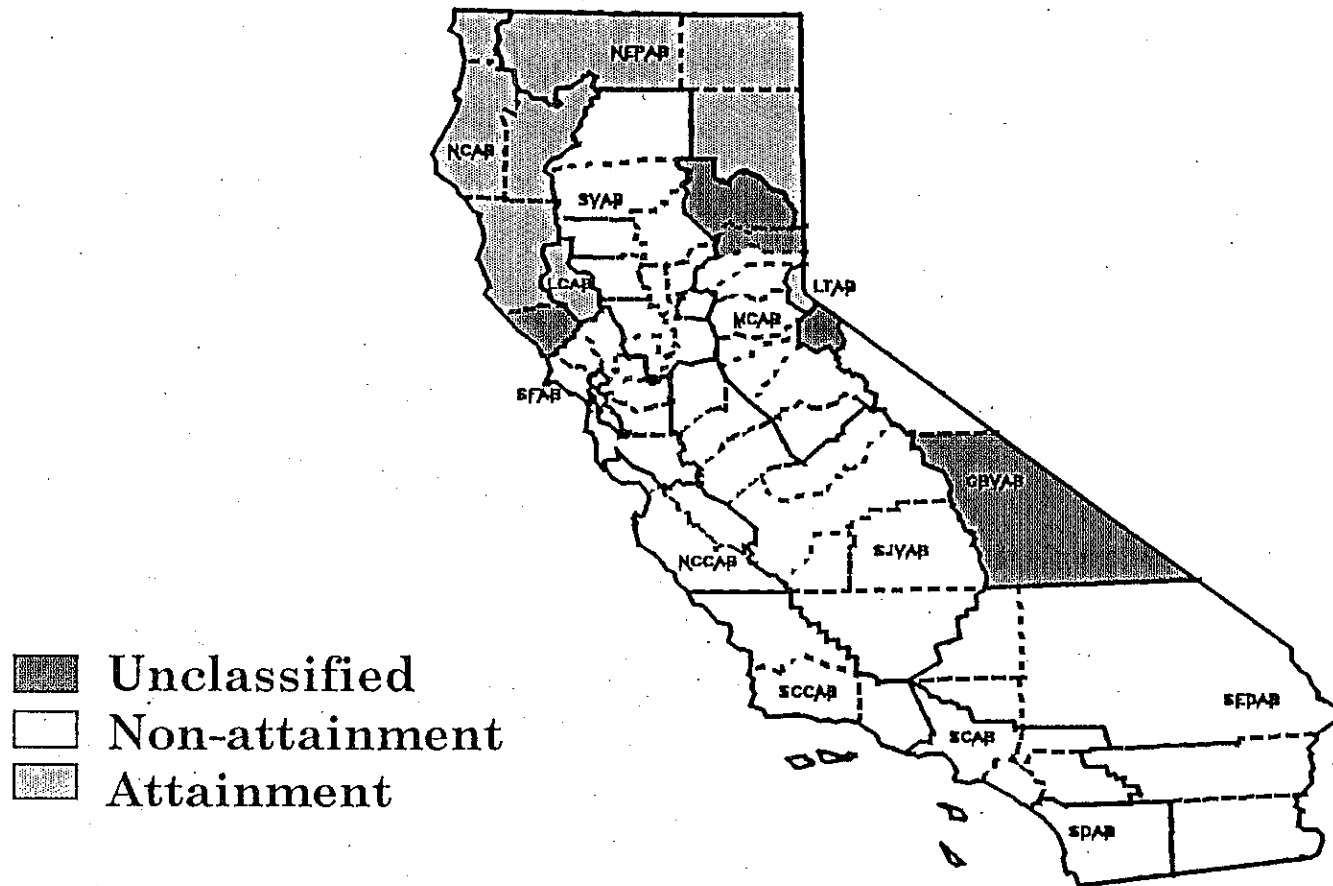 NEPAB
NCAB
SVAB
LCAB
LTAB
MCAB
SFAB
GBVAB
NCCAB
SJVAB
SCCAB
SEDAB
SCAB
SDAB
Unclassified
Non-attainment
Attainment